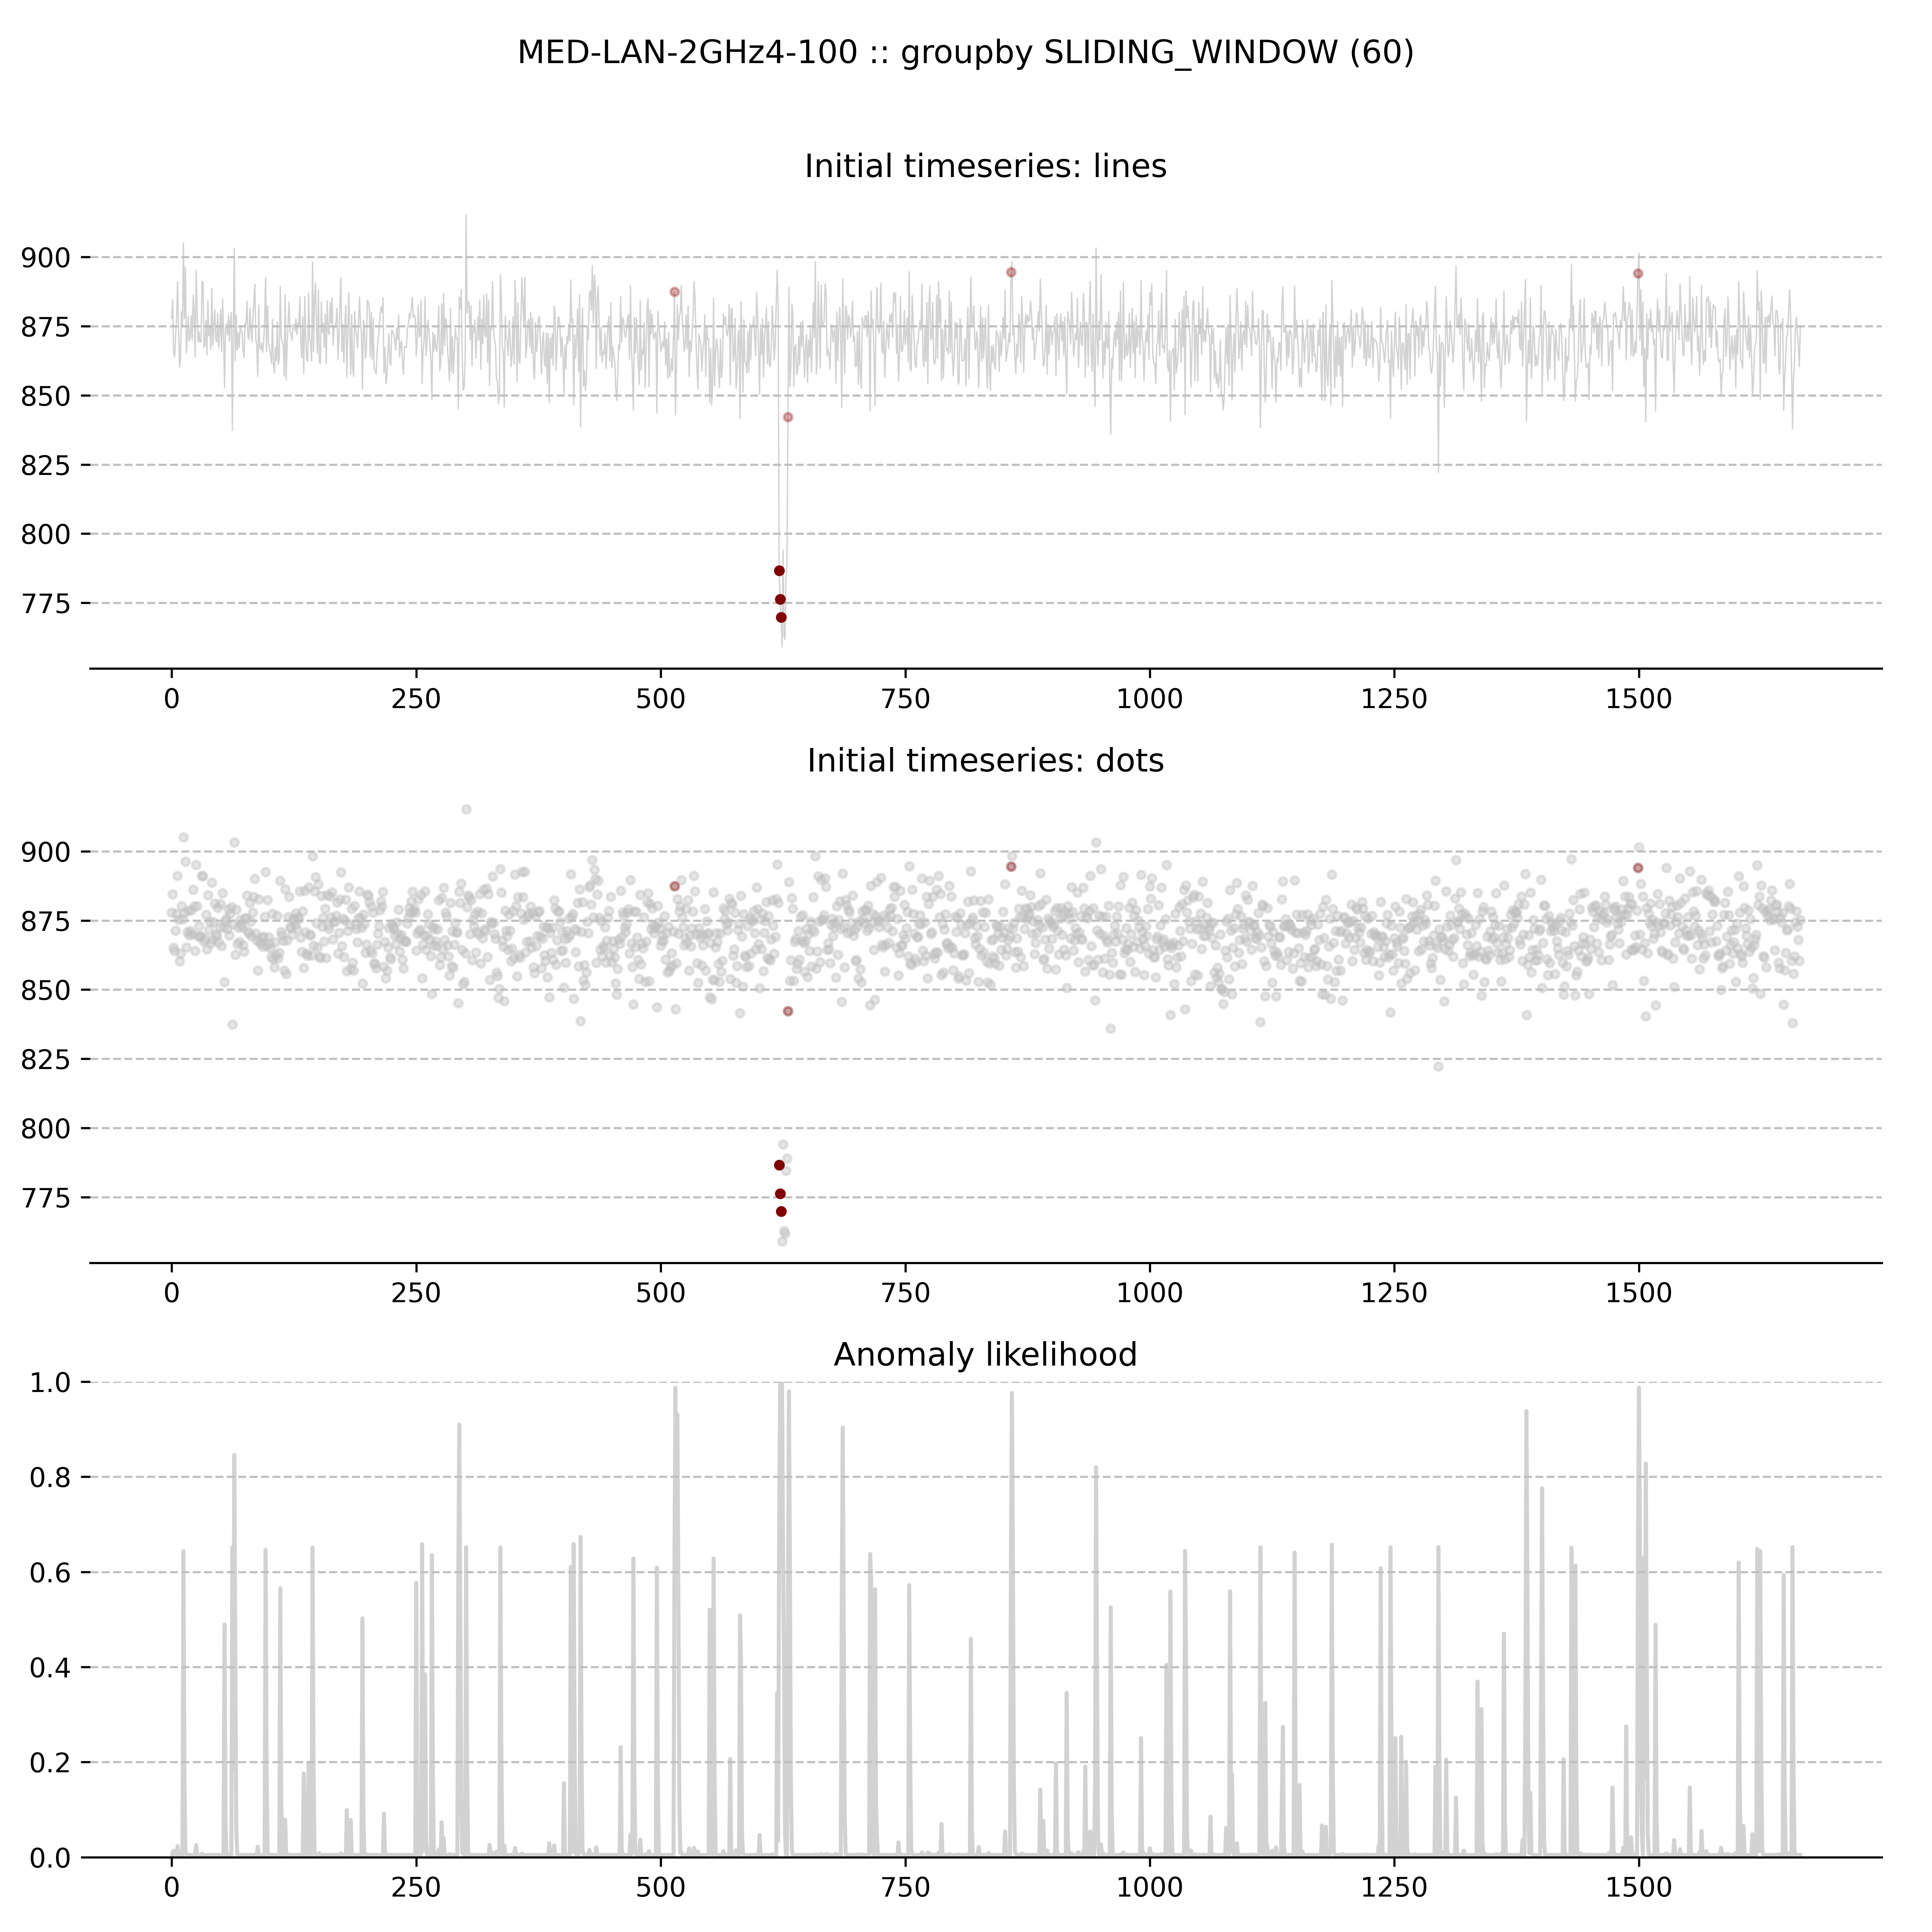 MED-LAN-2GHz4-100 :: groupby SLIDING_WINDOW (60)
Initial timeseries: lines
900
875
850
825
800
775
0 250 500 750 1000 1250 1500
Initial timeseries: dots
900
875
850
825
800
775
0 250 500 750 1000 1250 1500
Anomaly likelihood
1.0
0.8
0.6
0.4
0.2
0.0
0 250 500 750 1000 1250 1500